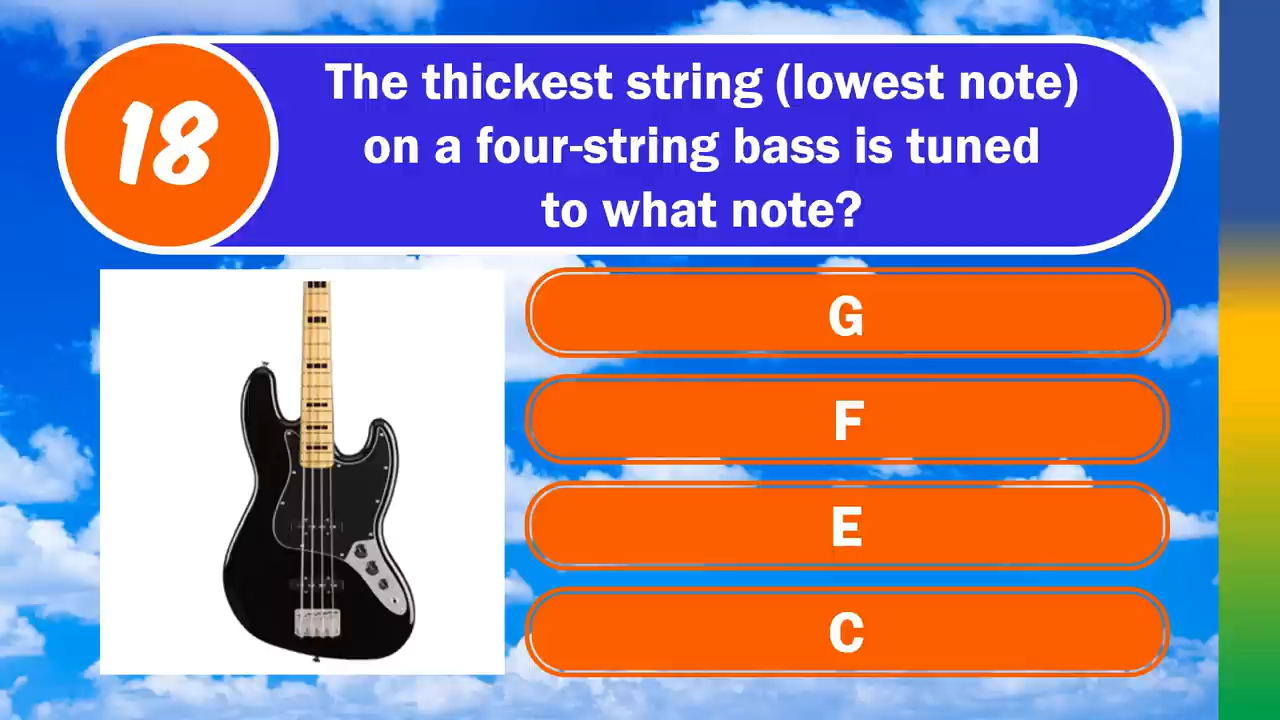 18
The thickest string (lowest note)
on a four-string bass is tuned
to what note?
G
F
E
C